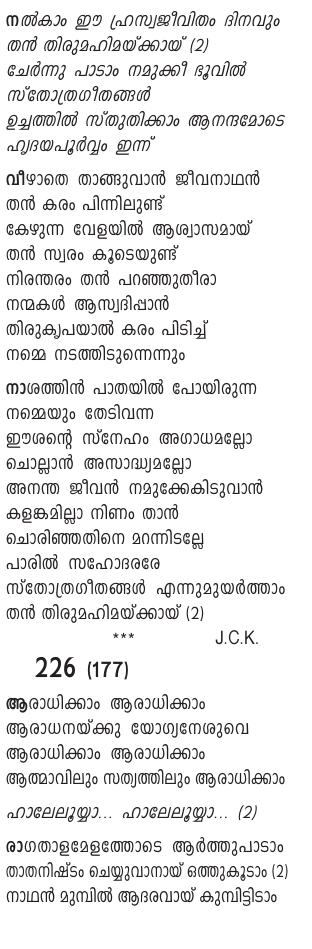 നൽകാം ഈ ഹ്രസ്വജീവിതം ദിനവും
തൻ തിരുമഹിമയ്ക്കായ് (2)
ചേർന്നു പാടാം നമുക്കീ ഭൂവിൽ
സ്തോത്രഗീതങ്ങൾ
ഉച്ചത്തിൽ സ്തുതിക്കാം ആനന്ദമോടെ
ഹൃദയപൂർവ്വം ഇന്ന്
വീഴാതെ താങ്ങുവാൻ ജീവനാഥൻ
തൻ കരം പിന്നിലുണ്ട്
കേഴുന്ന വേളയിൽ ആശ്വാസമായ്
തൻ സ്വരം കൂടെയുണ്ട്
നിരന്തരം തൻ പറഞ്ഞുതീരാ
നന്മകൾ ആസ്വദിപ്പാൻ
തിരുകൃപയാൽ കരം പിടിച്ച്
നമ്മെ നടത്തിടുന്നെന്നും
നാശത്തിൻ പാതയിൽ പോയിരുന്ന
നമ്മെയും തേടിവന്ന
ഈശന്റെ സ്നേഹം അഗാധമല്ലോ
ചൊല്ലാൻ അസാദ്ധ്യമല്ലോ
അനന്ത ജീവൻ നമുക്കേകിടുവാൻ
കളങ്കമില്ലാ നിണം താൻ
ചൊരിഞ്ഞതിനെ മറന്നിടല്ലേ
പാരിൽ സഹോദരരേ
സ്തോത്രഗീതങ്ങൾ എന്നുമുയർത്താം
തൻ തിരുമഹിമയ്ക്കായ് (2)
*** J.C.K.
226 (177)
ആരാധിക്കാം ആരാധിക്കാം
ആരാധനയ്ക്കു യോഗ്യനേശുവെ
ആരാധിക്കാം ആരാധിക്കാം
ആത്മാവിലും സത്യത്തിലും ആരാധിക്കാം
ഹാലേലൂയ്യാ... ഹാലേലൂയ്യാ... (2)
രാഗതാളമേളത്തോടെ ആർത്തുപാടാം
താതനിഷ്ടം ചെയ്യുവാനായ് ഒത്തുകൂടാം (2)
നാഥൻ മുമ്പിൽ ആദരവായ് കുമ്പിട്ടിടാം